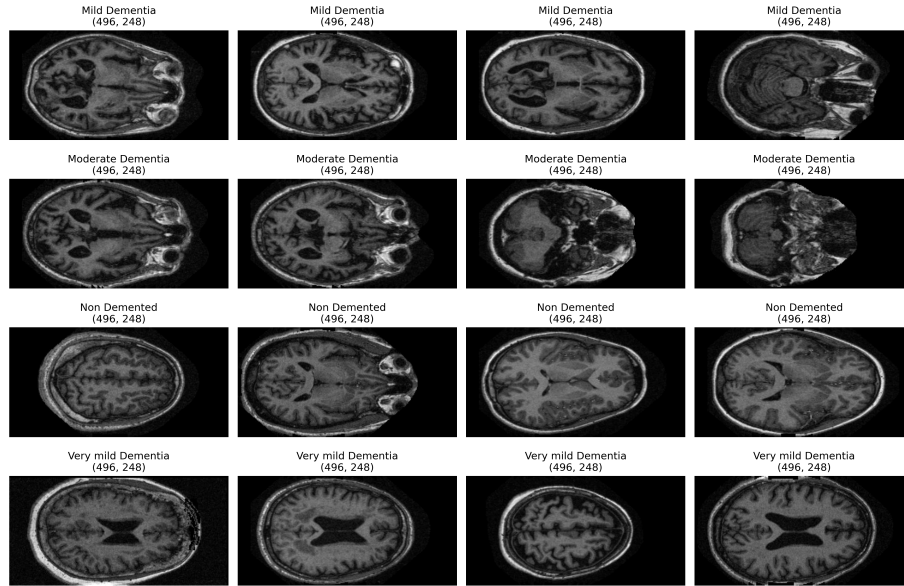 Mild Dementia
(496, 248)
Mild Dementia
(496, 248)
Mild Dementia
(496, 248)
Mild Dementia
(496, 248)
Moderate Dementia
(496, 248)
Moderate Dementia
(496, 248)
Moderate Dementia
(496, 248)
Moderate Dementia
(496, 248)
Non Demented
(496, 248)
Non Demented
(496, 248)
Non Demented
(496, 248)
Non Demented
(496, 248)
Very mild Dementia
(496, 248)
Very mild Dementia
(496, 248)
Very mild Dementia
(496, 248)
Very mild Dementia
(496, 248)